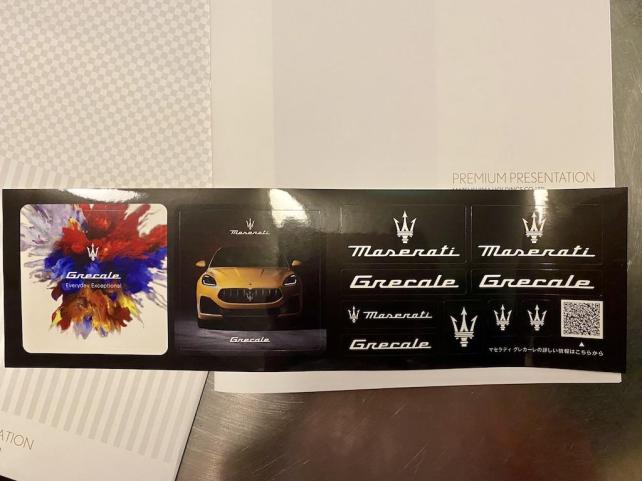 PREMIUM PRESENTATION
Grecale
Everyday Exceptional
Maserati
Grecale
Maserati
Maserati
Grecale
Grecale
Maserati
Grecale
マセラティ グレカーレの詳しい情報はこちらから
ATION